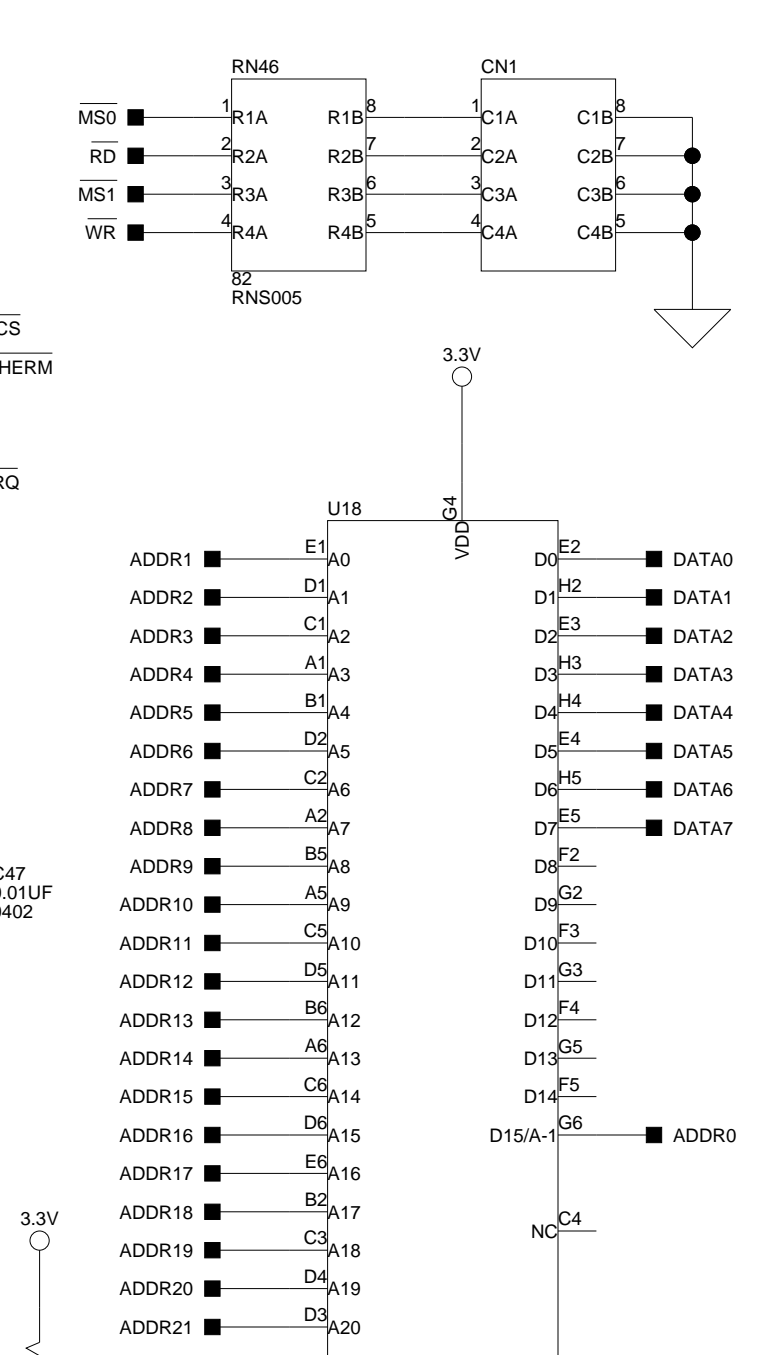 RN46 CN1
MS0 1 R1A R1B 8 1 C1A C1B 8
RD 2 R2A R2B 7 2 C2A C2B 7
MS1 3 R3A R3B 6 3 C3A C3B 6
WR 4 R4A R4B 5 4 C4A C4B 5
82
RNS005
CS
HERM
RQ
3.3V
U18 G4
VDD
ADDR1 E1 A0 D0 E2 DATA0
ADDR2 D1 A1 D1 H2 DATA1
ADDR3 C1 A2 D2 E3 DATA2
ADDR4 A1 A3 D3 H3 DATA3
ADDR5 B1 A4 D4 H4 DATA4
ADDR6 D2 A5 D5 E4 DATA5
ADDR7 C2 A6 D6 H5 DATA6
ADDR8 A2 A7 D7 E5 DATA7
ADDR9 B5 A8 D8 F2
C47
0.01UF
0402
ADDR10 A5 A9 D9 G2
ADDR11 C5 A10 D10 F3
ADDR12 D5 A11 D11 G3
ADDR13 B6 A12 D12 F4
ADDR14 A6 A13 D13 G5
ADDR15 C6 A14 D14 F5
ADDR16 D6 A15 D15/A-1 G6 ADDR0
ADDR17 E6 A16
ADDR18 B2 A17 NC C4
3.3V
ADDR19 C3 A18
ADDR20 D4 A19
ADDR21 D3 A20